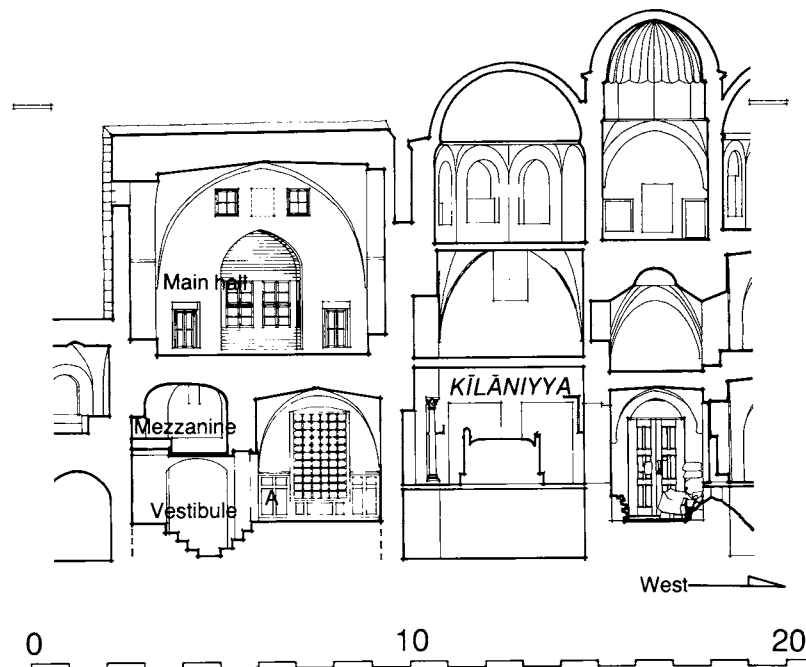 Main hall
KĪLĀNIYYA
Mezzanine
A
Vestibule
West
0 10 20